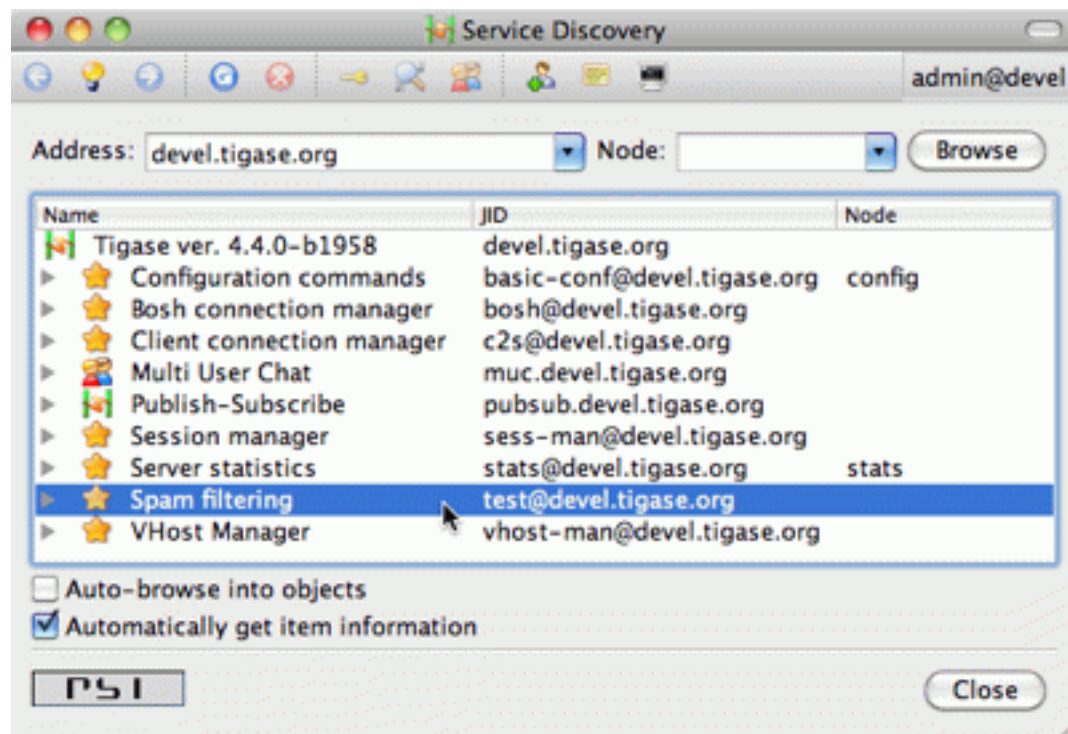 Service Discovery
admin@devel
Address: devel.tigase.org Node: Browse
Name JID Node
Tigase ver. 4.4.0-b1958 devel.tigase.org
Configuration commands basic-conf@devel.tigase.org config
Bosh connection manager bosh@devel.tigase.org
Client connection manager c2s@devel.tigase.org
Multi User Chat muc.devel.tigase.org
Publish-Subscribe pubsub.devel.tigase.org
Session manager sess-man@devel.tigase.org
Server statistics stats@devel.tigase.org stats
Spam filtering test@devel.tigase.org
VHost Manager vhost-man@devel.tigase.org
Auto-browse into objects
Automatically get item information
PSI Close